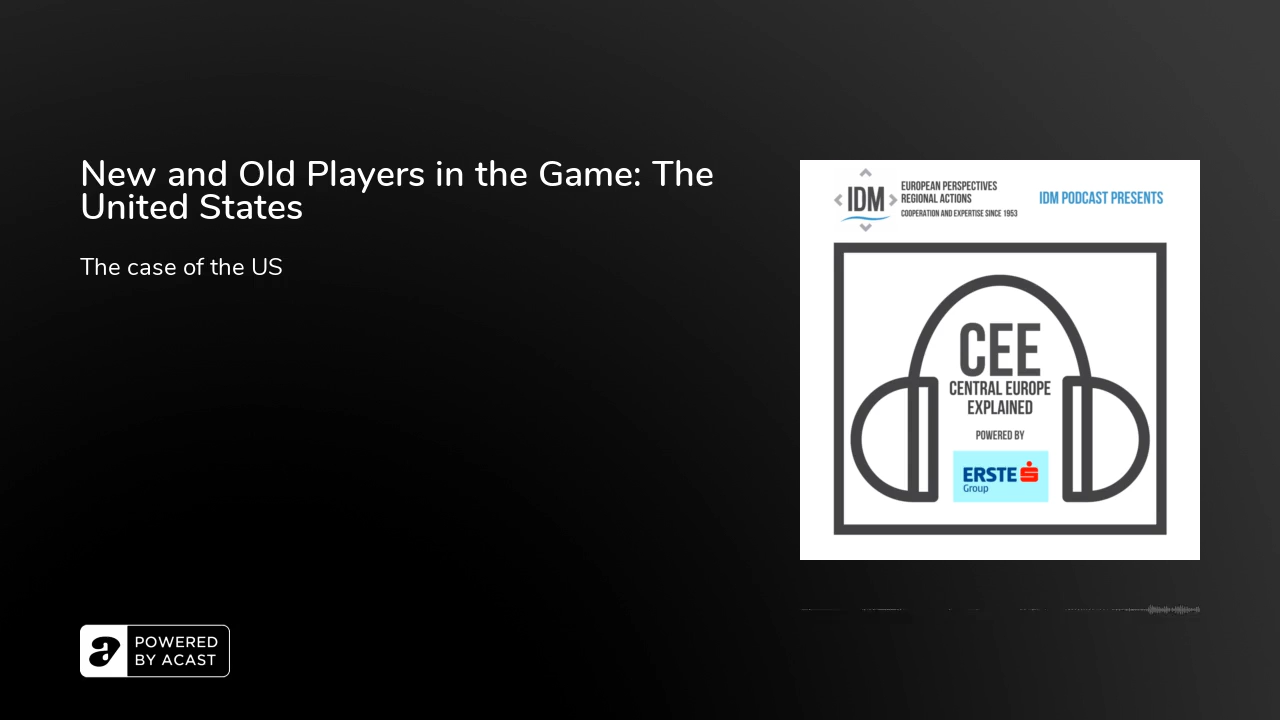 New and Old Players in the Game: The
United States
The case of the US
IDM
EUROPEAN PERSPECTIVES
REGIONAL ACTIONS
COOPERATION AND EXPERTISE SINCE 1953
IDM PODCAST PRESENTS
CEE
CENTRAL EUROPE
EXPLAINED
POWERED BY
ERSTE
Group
a POWERED
BY ACAST